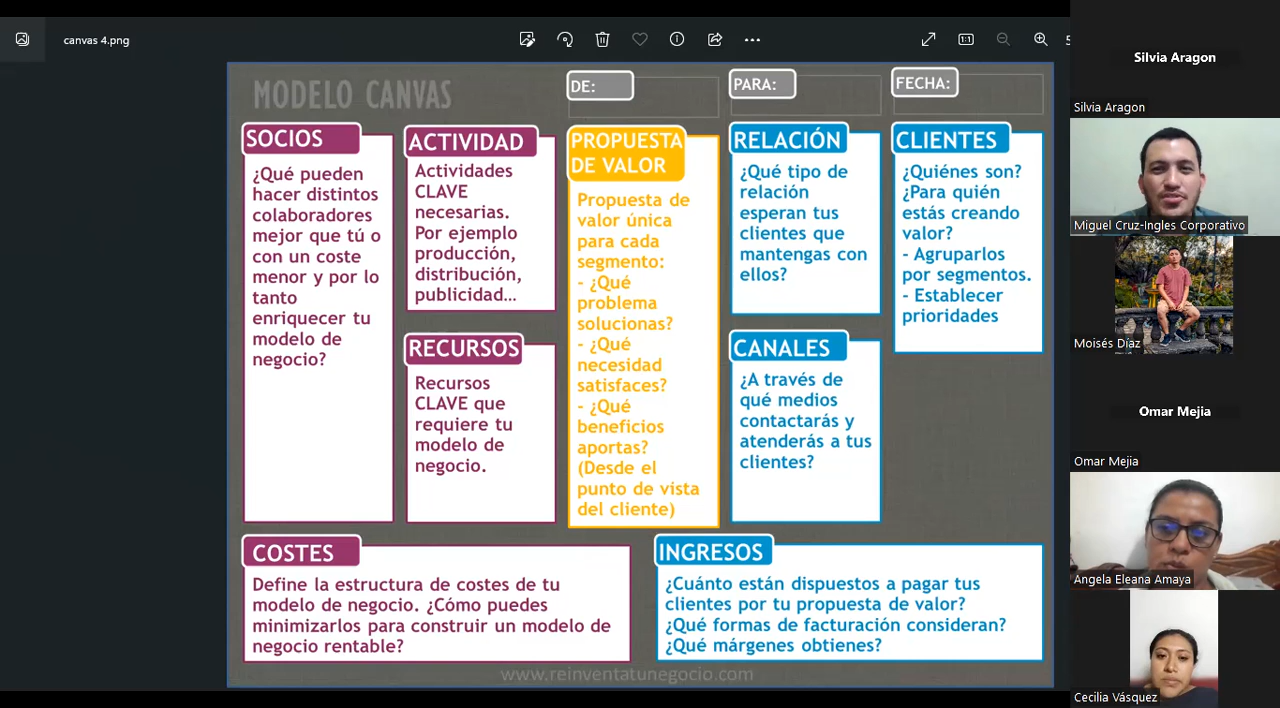 canvas 4.png
1:1
5
MODELO CANVAS
DE:
PARA:
FECHA:
SOCIOS
¿Qué pueden
hacer distintos
colaboradores
mejor que tú o
con un coste
menor y por lo
tanto
enriquecer tu
modelo de
negocio?
ACTIVIDAD
Actividades
CLAVE
necesarias.
Por ejemplo
producción,
distribución,
publicidad...
RECURSOS
Recursos
CLAVE que
requiere tu
modelo de
negocio.
PROPUESTA
DE VALOR
Propuesta de
valor única
para cada
segmento:
- ¿Qué
problema
solucionas?
- ¿Qué
necesidad
satisfaces?
- ¿Qué
beneficios
aportas?
(Desde el
punto de vista
del cliente)
RELACIÓN
¿Qué tipo de
relación
esperan tus
clientes que
mantengas con
ellos?
CANALES
¿A través de
qué medios
contactarás y
atenderás a tus
clientes?
CLIENTES
¿Quiénes son?
¿Para quién
estás creando
valor?
- Agruparlos
por segmentos.
- Establecer
prioridades
COSTES
Define la estructura de costes de tu
modelo de negocio. ¿Cómo puedes
minimizarlos para construir un modelo de
negocio rentable?
INGRESOS
¿Cuánto están dispuestos a pagar tus
clientes por tu propuesta de valor?
¿Qué formas de facturación consideran?
¿Qué márgenes obtienes?
www.reinventatunegocio.com
Silvia Aragon
Silvia Aragon
Miguel Cruz-Ingles Corporativo
Moisés Díaz
Omar Mejia
Omar Mejia
Angela Eleana Amaya
Cecilia Vásquez